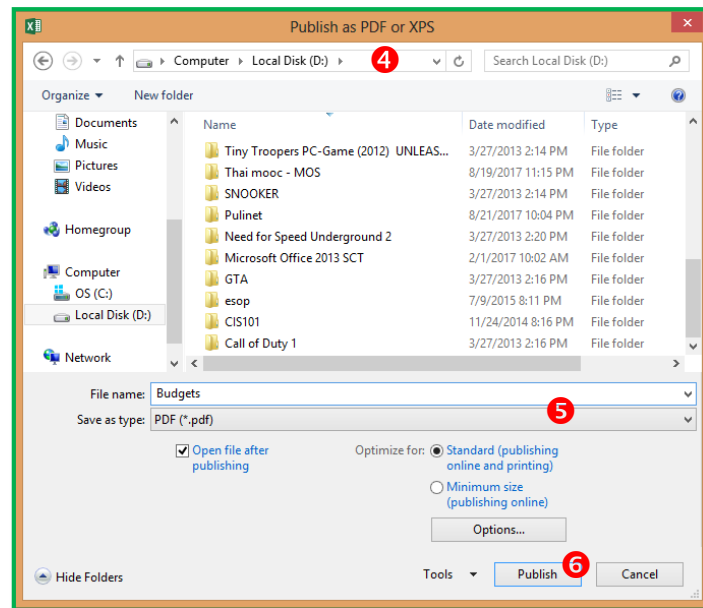 Publish as PDF or XPS
Computer Local Disk (D:) 4 Search Local Disk (D:)
Organize New folder
Documents
Music
Pictures
Videos
Homegroup
Computer
OS (C:)
Local Disk (D:)
Network
Name Date modified Type
Tiny Troopers PC-Game (2012) UNLEAS... 3/27/2013 2:14 PM File folder
Thai mooc - MOS 8/19/2017 11:15 PM File folder
SNOOKER 3/27/2013 2:14 PM File folder
Pulinet 8/21/2017 10:04 PM File folder
Need for Speed Underground 2 3/27/2013 2:20 PM File folder
Microsoft Office 2013 SCT 2/1/2017 10:02 AM File folder
GTA 3/27/2013 2:16 PM File folder
esop 7/9/2015 8:11 PM File folder
CIS101 11/24/2014 8:16 PM File folder
Call of Duty 1 3/27/2013 2:16 PM File folder
File name: Budgets
Save as type: PDF (*.pdf) 5
Open file after
publishing
Optimize for: Standard (publishing
online and printing)
Minimum size
(publishing online)
Options...
Hide Folders Tools Publish 6 Cancel